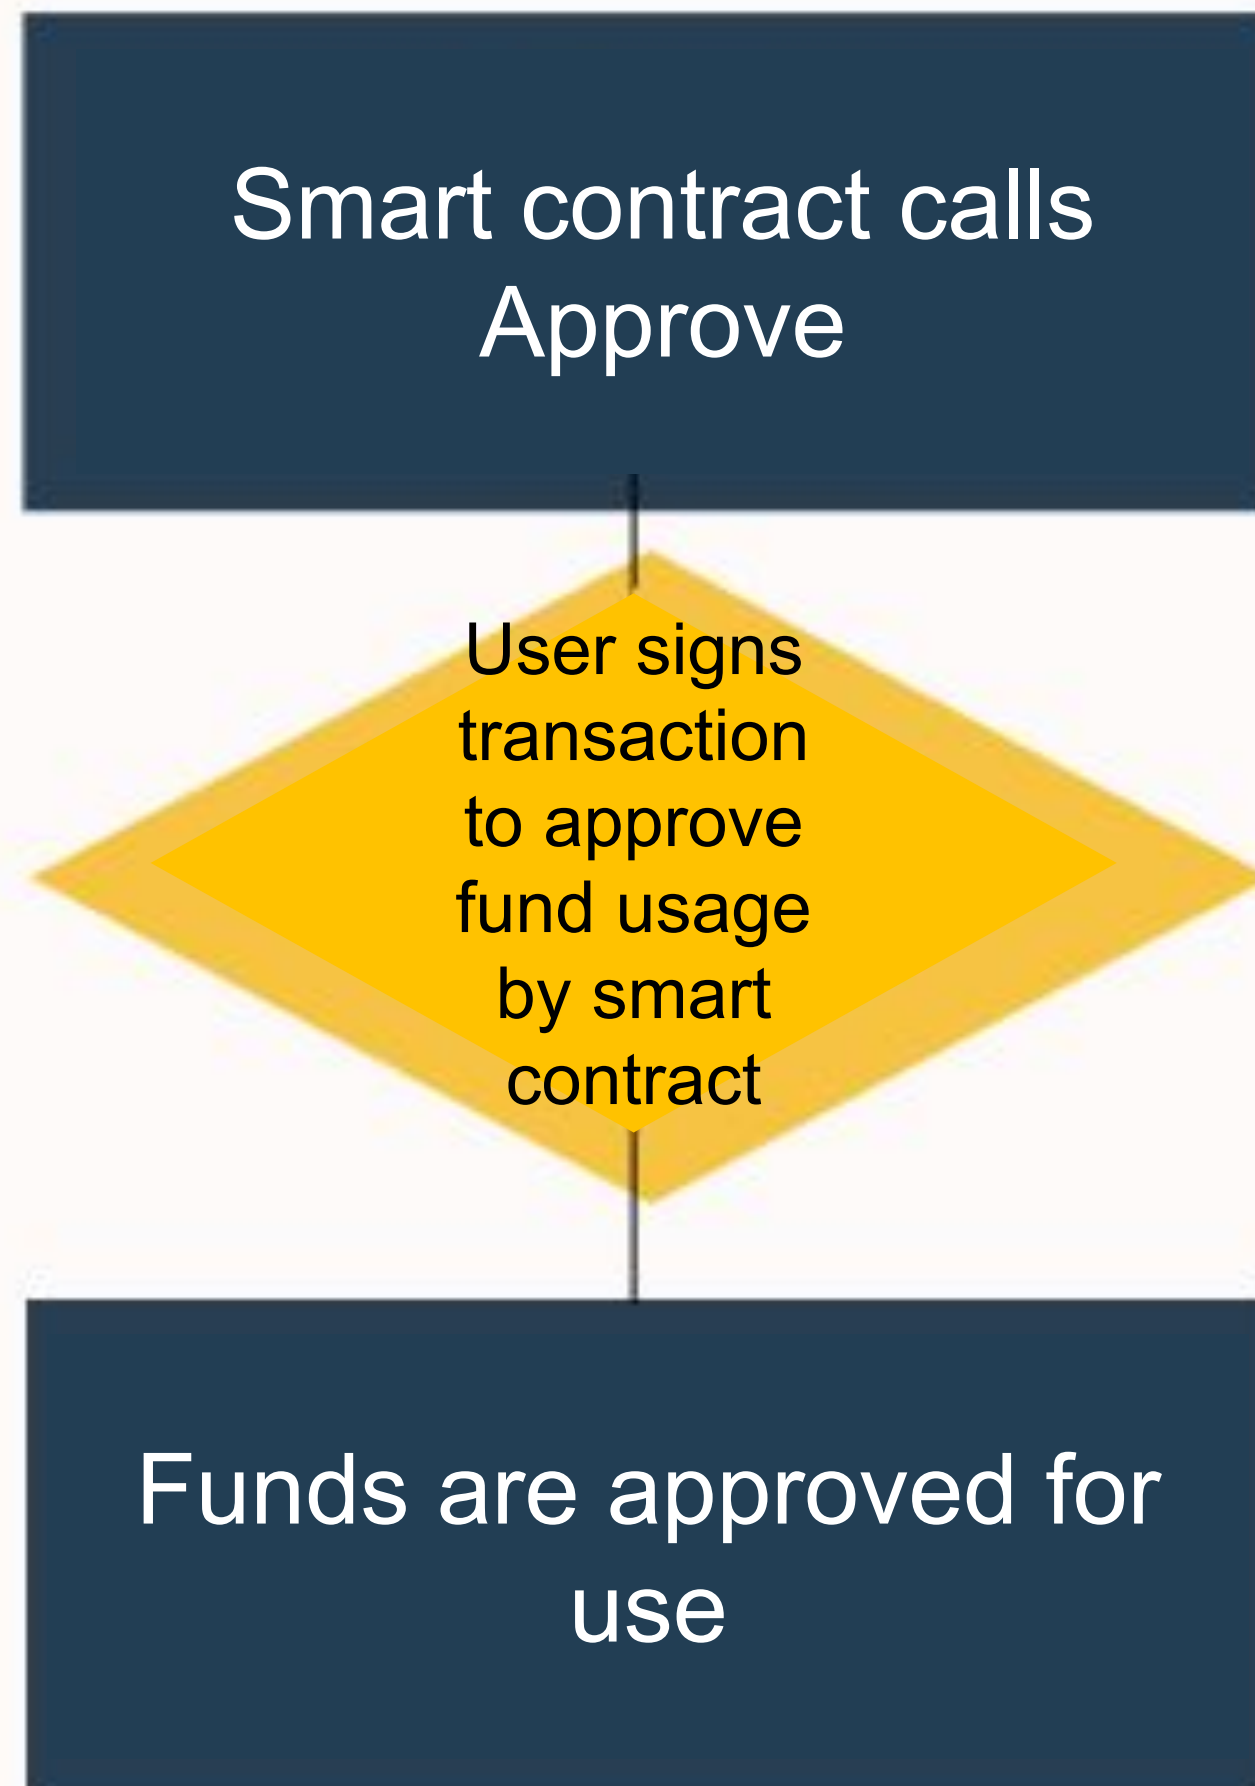 Smart contract calls
Approve
User signs
transaction
to approve
fund usage
by smart
contract
Funds are approved for
use